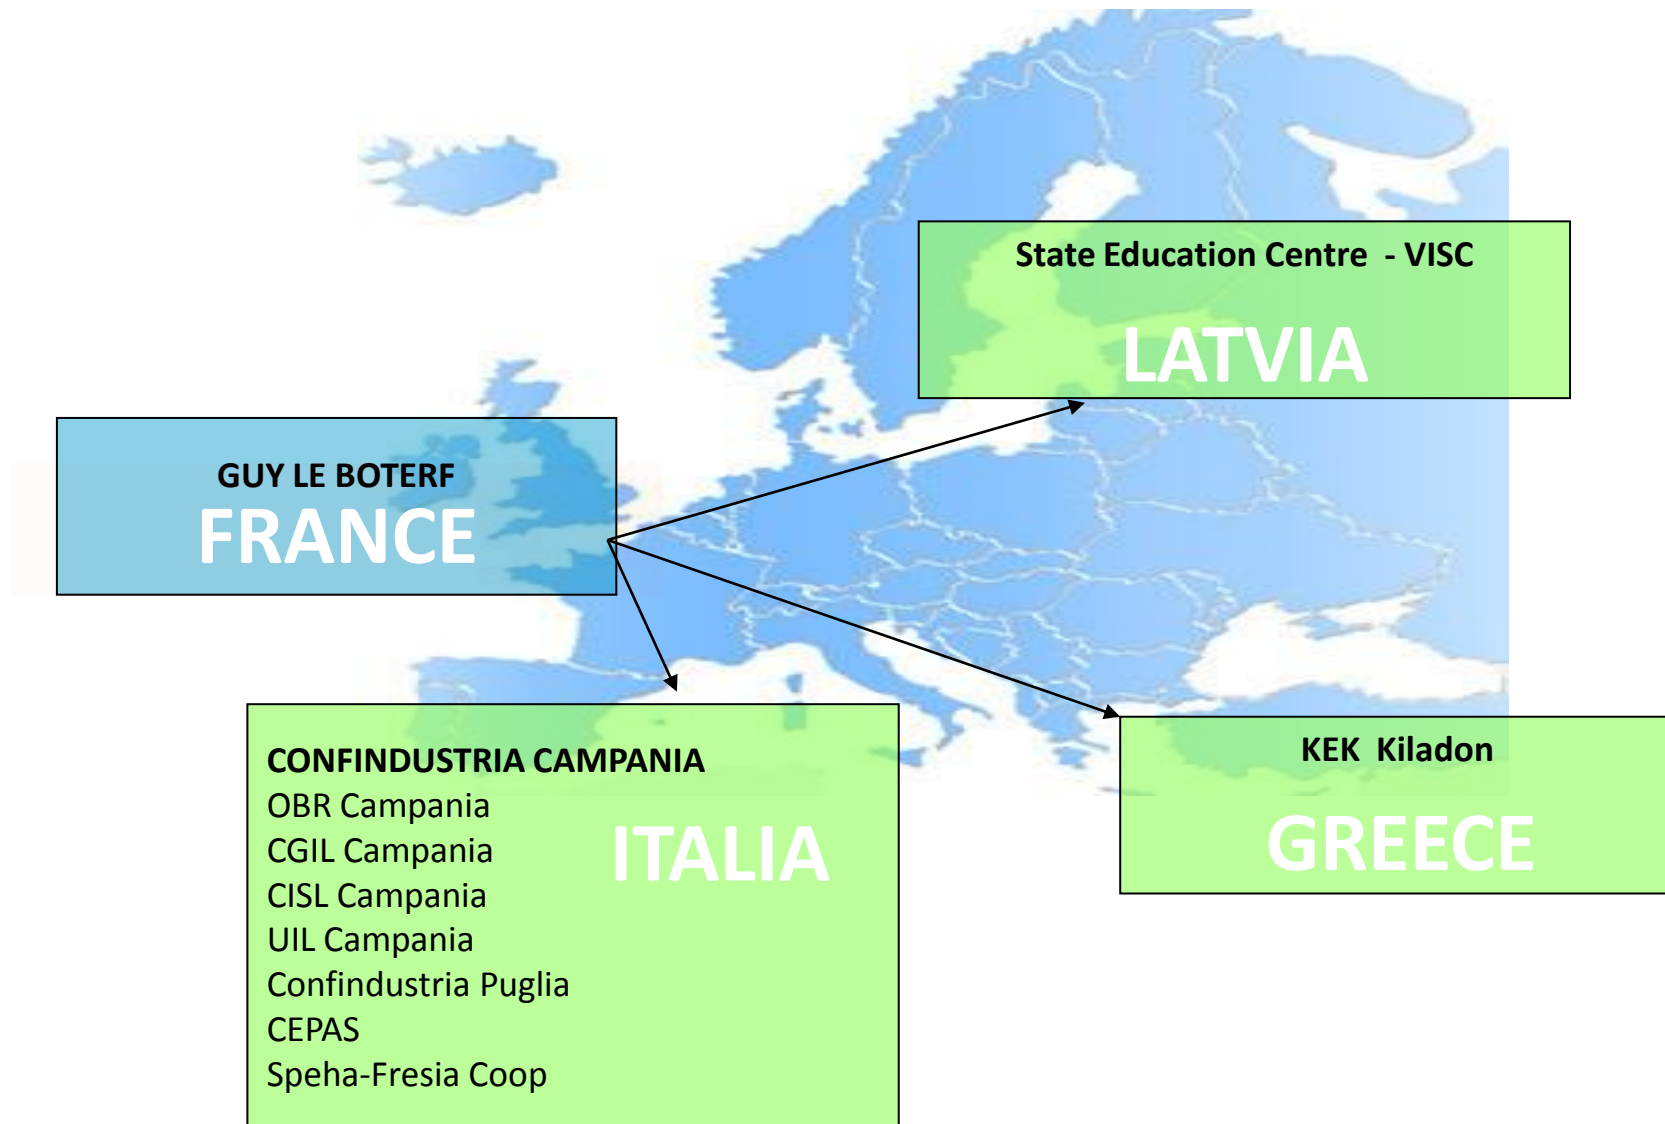 State Education Centre - VISC
LATVIA
GUY LE BOTERF
FRANCE
CONFINDUSTRIA CAMPANIA
OBR Campania
CGIL Campania
CISL Campania
UIL Campania
Confindustria Puglia
CEPAS
Speha-Fresia Coop
ITALIA
KEK Kiladon
GREECE